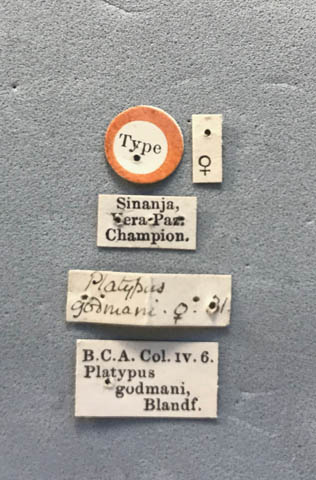 Type
♀
Sinanja,
Vera-Paz.
Champion.
Platypus
godmani. ♀. 31.
B.C.A. Col. IV. 6.
Platypus
godmani,
Blandf.